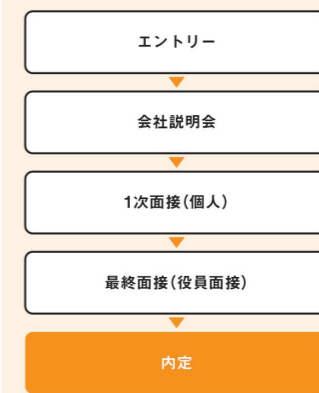 エントリー
会社説明会
1次面接(個人)
最終面接(役員面接)
内定